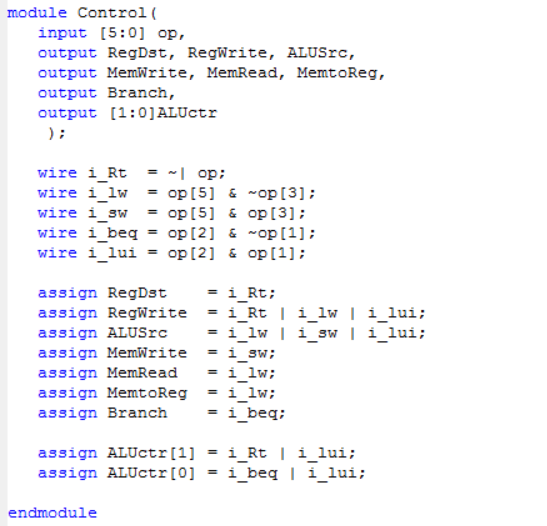 module Control(
    input [5:0] op,
    output RegDst, RegWrite, ALUSrc,
    output MemWrite, MemRead, MemtoReg,
    output Branch,
    output [1:0]ALUctr
     );

    wire i_Rt  = ~| op;
    wire i_lw  = op[5] & ~op[3];
    wire i_sw  = op[5] & op[3];
    wire i_beq = op[2] & ~op[1];
    wire i_lui = op[2] & op[1];

    assign RegDst    = i_Rt;
    assign RegWrite  = i_Rt | i_lw | i_lui;
    assign ALUSrc    = i_lw | i_sw | i_lui;
    assign MemWrite  = i_sw;
    assign MemRead   = i_lw;
    assign MemtoReg  = i_lw;
    assign Branch    = i_beq;

    assign ALUctr[1] = i_Rt | i_lui;
    assign ALUctr[0] = i_beq | i_lui;

endmodule